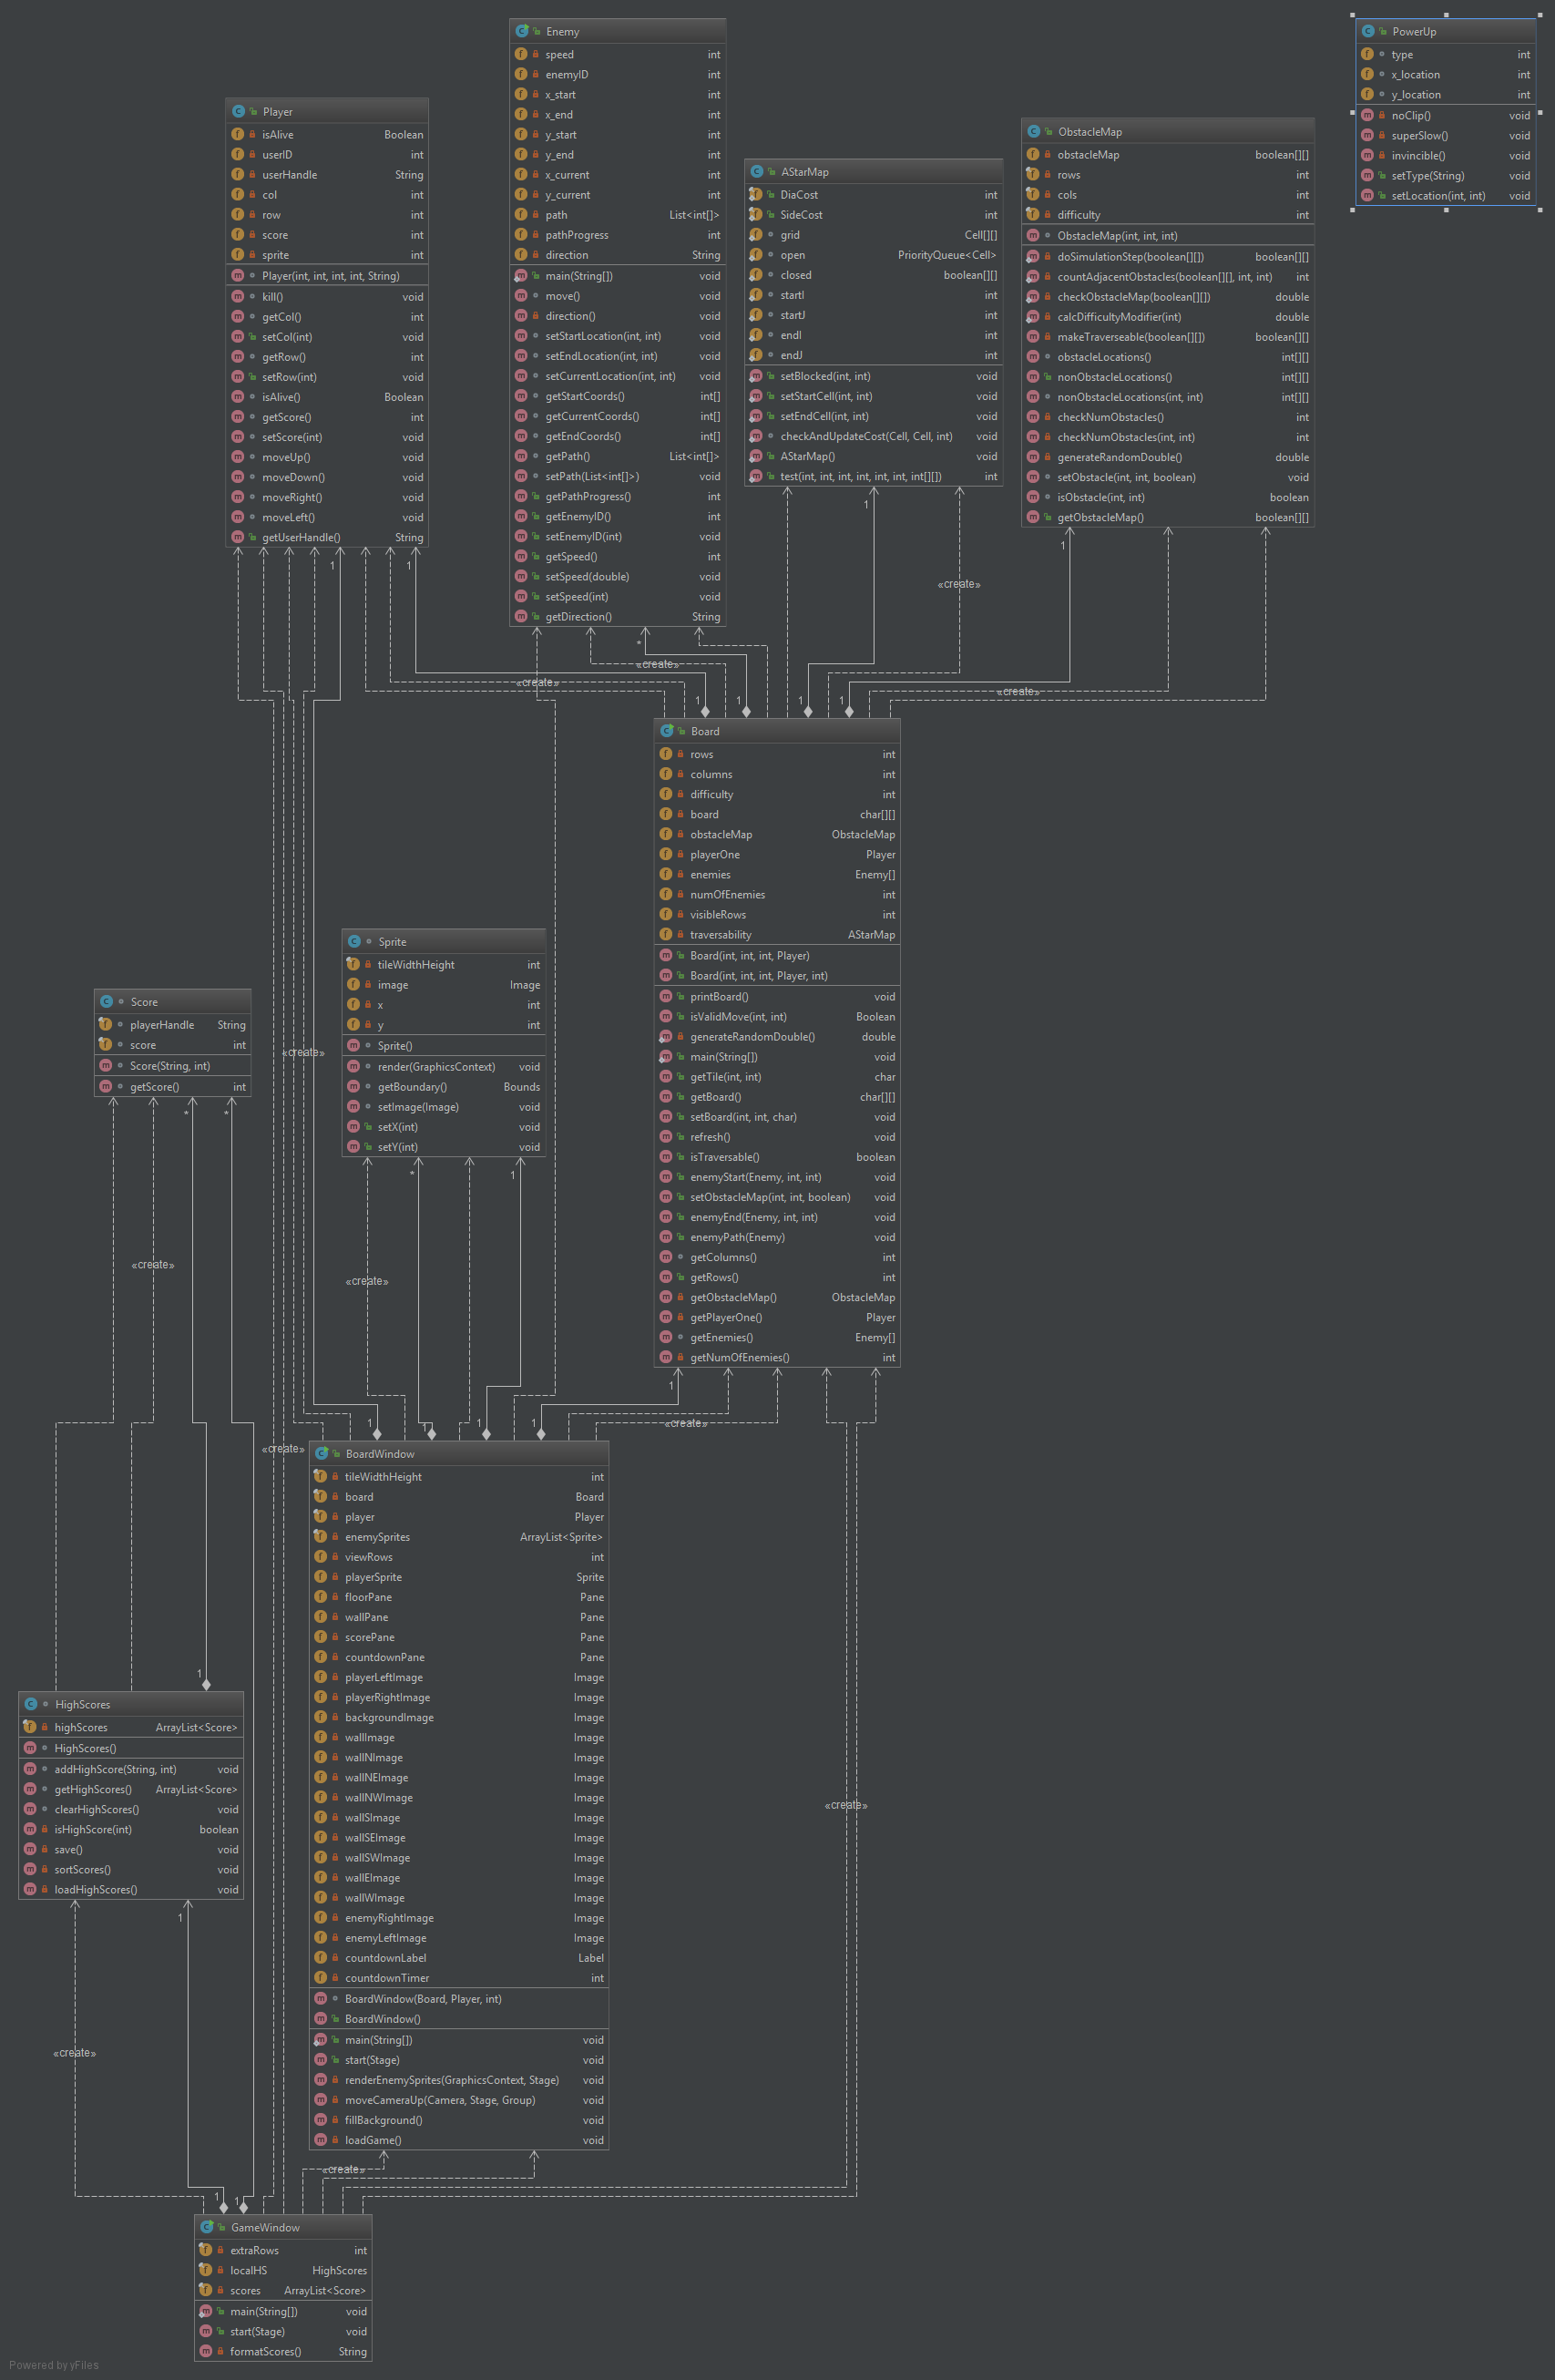 Enemy
speed int
enemyID int
x_start int
x_end int
y_start int
y_end int
x_current int
y_current int
path List<int[]>
pathProgress int
direction String
main(String[]) void
move() void
direction() void
setStartLocation(int, int) void
setEndLocation(int, int) void
setCurrentLocation(int, int) void
getStartCoords() int[]
getCurrentCoords() int[]
getEndCoords() int[]
getPath() List<int[]>
setPath(List<int[]>) void
getPathProgress() int
getEnemyID() int
setEnemyID(int) void
getSpeed() int
setSpeed(double) void
setSpeed(int) void
getDirection() String
PowerUp
type int
x_location int
y_location int
noClip() void
superSlow() void
invincible() void
setType(String) void
setLocation(int, int) void
Player
isAlive Boolean
userID int
userHandle String
col int
row int
score int
sprite int
Player(int, int, int, int, String)
kill() void
getCol() int
setCol(int) void
getRow() int
setRow(int) void
isAlive() Boolean
getScore() int
setScore(int) void
moveUp() void
moveDown() void
moveRight() void
moveLeft() void
getUserHandle() String
AStarMap
DiaCost int
SideCost int
grid Cell[][]
open PriorityQueue<Cell>
closed boolean[][]
startI int
startJ int
endI int
endJ int
setBlocked(int, int) void
setStartCell(int, int) void
setEndCell(int, int) void
checkAndUpdateCost(Cell, Cell, int) void
AStarMap() void
test(int, int, int, int, int, int, int[][]) int
ObstacleMap
obstacleMap boolean[][]
rows int
cols int
difficulty int
ObstacleMap(int, int, int)
doSimulationStep(boolean[][]) boolean[][]
countAdjacentObstacles(boolean[][], int, int) int
checkObstacleMap(boolean[][]) double
calcDifficultyModifier(int) double
makeTraverseable(boolean[][]) boolean[][]
obstacleLocations() int[][]
nonObstacleLocations() int[][]
nonObstacleLocations(int, int) int[][]
checkNumObstacles() int
checkNumObstacles(int, int) int
generateRandomDouble() double
setObstacle(int, int, boolean) void
isObstacle(int, int) boolean
getObstacleMap() boolean[][]
1
1
1
1
«create»
*
«create»
«create»
«create»
1
1
1
1
Board
rows int
columns int
difficulty int
board char[][]
obstacleMap ObstacleMap
playerOne Player
enemies Enemy[]
numOfEnemies int
visibleRows int
traversability AStarMap
Board(int, int, int, Player)
Board(int, int, int, Player, int)
printBoard() void
isValidMove(int, int) Boolean
generateRandomDouble() double
main(String[]) void
getTile(int, int) char
getBoard() char[][]
setBoard(int, int, char) void
refresh() void
isTraversable() boolean
enemyStart(Enemy, int, int) void
setObstacleMap(int, int, boolean) void
enemyEnd(Enemy, int, int) void
enemyPath(Enemy) void
getColumns() int
getRows() int
getObstacleMap() ObstacleMap
getPlayerOne() Player
getEnemies() Enemy[]
getNumOfEnemies() int
Sprite
tileWidthHeight int
image Image
x int
y int
Sprite()
render(GraphicsContext) void
getBoundary() Bounds
setImage(Image) void
setX(int) void
setY(int) void
Score
playerHandle String
score int
Score(String, int)
getScore() int
«create»
*
*
*
1
«create»
«create»
1
1
1
1
1
«create»
«create»
BoardWindow
tileWidthHeight int
board Board
player Player
enemySprites ArrayList<Sprite>
viewRows int
playerSprite Sprite
floorPane Pane
wallPane Pane
scorePane Pane
countdownPane Pane
playerLeftImage Image
playerRightImage Image
backgroundImage Image
wallImage Image
wallNImage Image
wallNEImage Image
wallNWImage Image
wallSImage Image
wallSEImage Image
wallSWImage Image
wallEImage Image
wallWImage Image
enemyRightImage Image
enemyLeftImage Image
countdownLabel Label
countdownTimer int
BoardWindow(Board, Player, int)
BoardWindow()
main(String[]) void
start(Stage) void
renderEnemySprites(GraphicsContext, Stage) void
moveCameraUp(Camera, Stage, Group) void
fillBackground() void
loadGame() void
1
HighScores
highScores ArrayList<Score>
HighScores()
addHighScore(String, int) void
getHighScores() ArrayList<Score>
clearHighScores() void
isHighScore(int) boolean
save() void
sortScores() void
loadHighScores() void
«create»
1
«create»
«create»
1
1
GameWindow
extraRows int
localHS HighScores
scores ArrayList<Score>
main(String[]) void
start(Stage) void
formatScores() String
Powered by yFiles